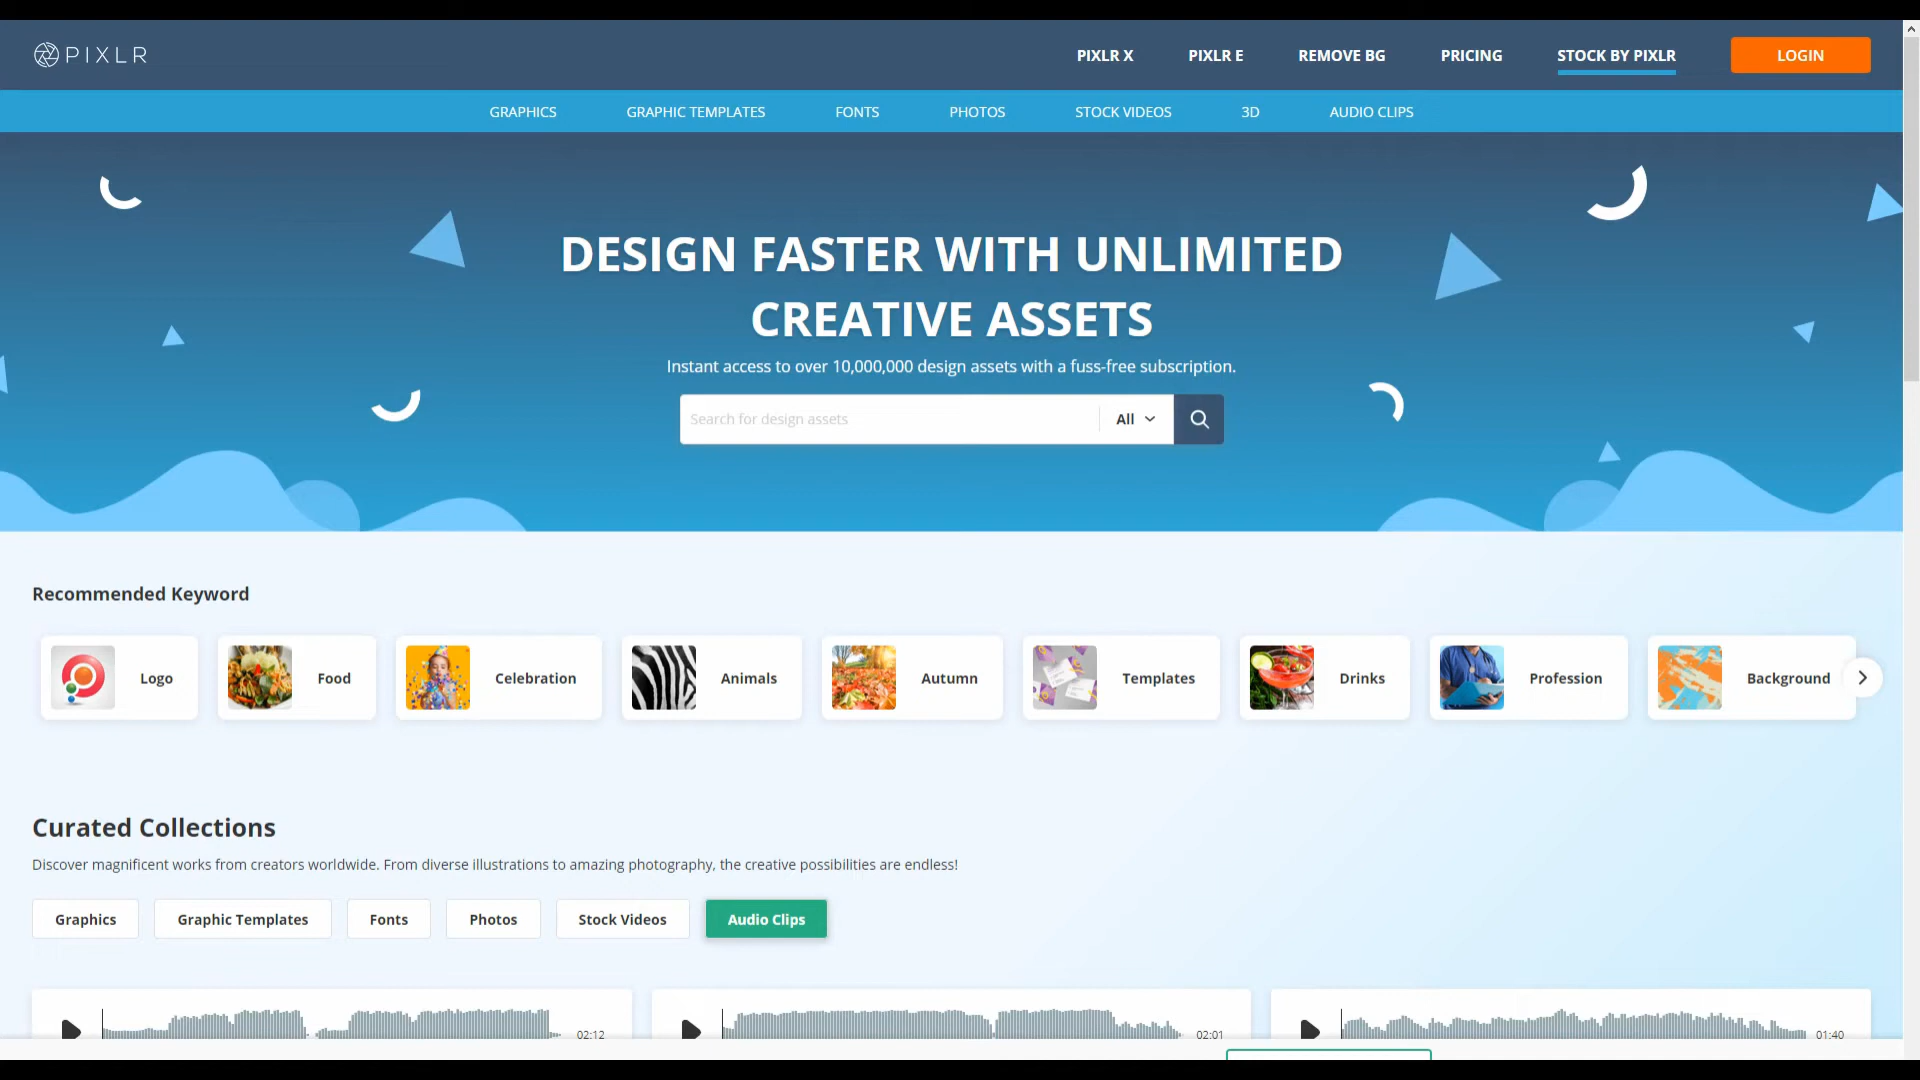 PIXLR
PIXLR X
PIXLR E
REMOVE BG
PRICING
STOCK BY PIXLR
LOGIN
GRAPHICS
GRAPHIC TEMPLATES
FONTS
PHOTOS
STOCK VIDEOS
3D
AUDIO CLIPS
DESIGN FASTER WITH UNLIMITED
CREATIVE ASSETS
Instant access to over 10,000,000 design assets with a fuss-free subscription.
Search for design assets
All
Recommended Keyword
Logo
Food
Celebration
Animals
Autumn
Templates
Drinks
Profession
Background
Curated Collections
Discover magnificent works from creators worldwide. From diverse illustrations to amazing photography, the creative possibilities are endless!
Graphics
Graphic Templates
Fonts
Photos
Stock Videos
Audio Clips
02:12
02:01
01:40